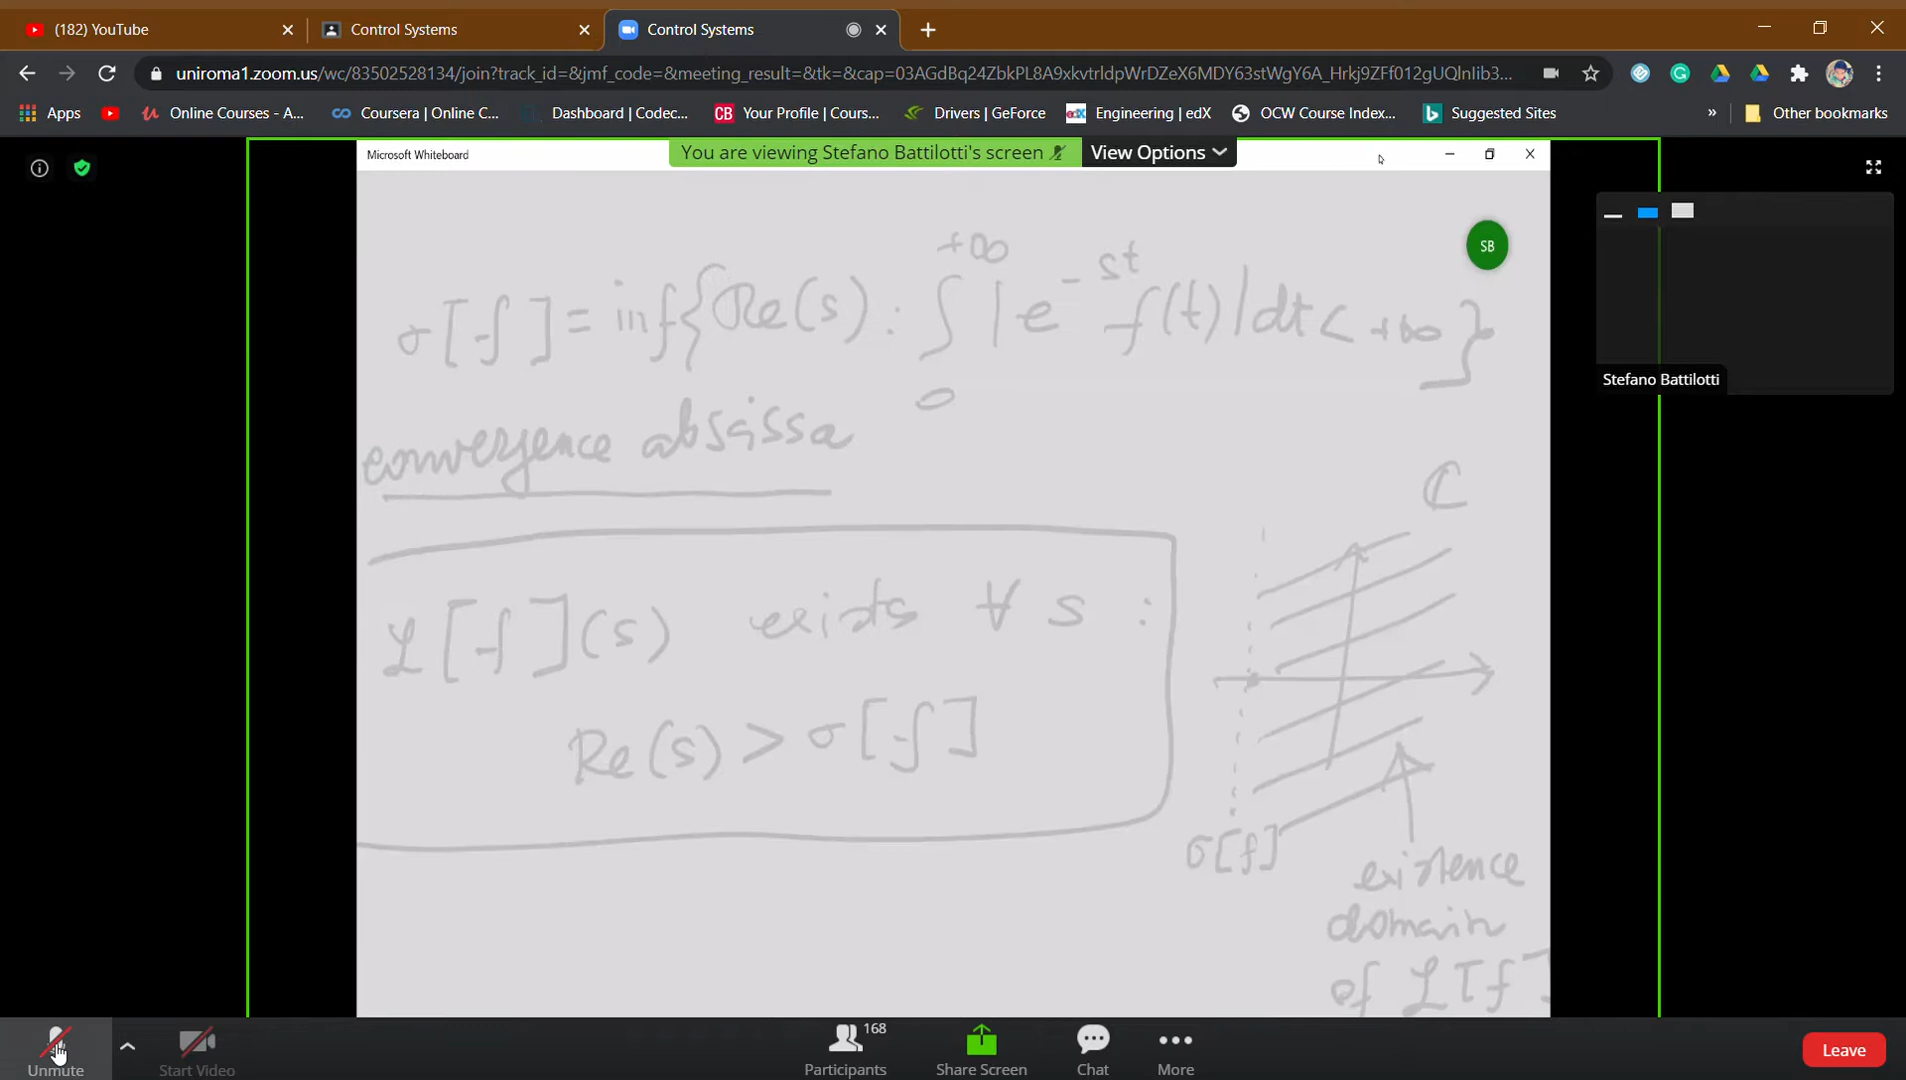 (182) YouTube
Control Systems
Control Systems
uniroma1.zoom.us/wc/83502528134/join?track_id=&jmf_code=&meeting_result=&tk=&cap=03AGdBq24ZbkPL8A9xkvtrldpWrDZeX6MDY63stWgY6A_Hrkj9ZFf012gUQlnIib3...
Apps
Online Courses - A...
Coursera | Online C...
Dashboard | Codec...
CB
Your Profile | Cours...
Drivers | GeForce
edX
Engineering | edX
OCW Course Index...
Suggested Sites
»
Other bookmarks
Microsoft Whiteboard
You are viewing Stefano Battilotti's screen
View Options
SB
σ[f] = inf{Re(s) : ∫₀^{+∞} |e^{-st} f(t)|dt < +∞}
convergence abscissa
ℂ
ℒ[f](s) exists ∀ s :
Re(s) > σ[f]
σ[f]
existence
domain
of ℒ[f]
Stefano Battilotti
Unmute
Start Video
Participants
168
Share Screen
Chat
More
Leave